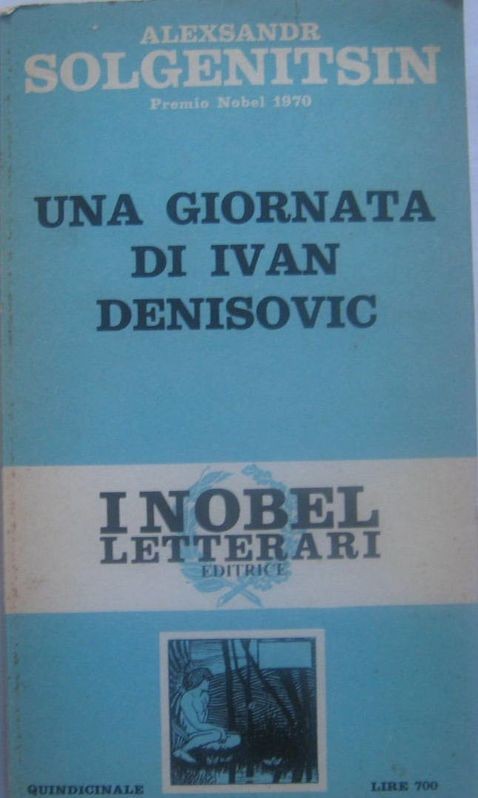 ALEXSANDR
SOLGENITSIN
Premio Nobel 1970
UNA GIORNATA
DI IVAN
DENISOVIC
I NOBEL
LETTERARI
EDITRICE
QUINDICINALE LIRE 700